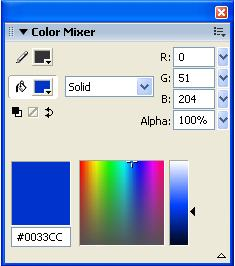 Color Mixer
R: 0
G: 51
Solid
B: 204
Alpha: 100%
#0033CC